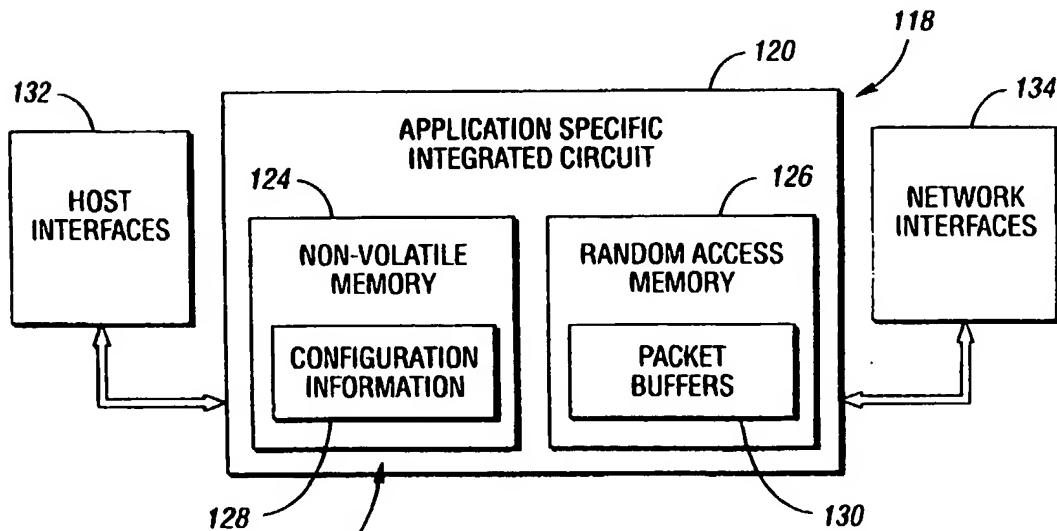 118
120
132
134
APPLICATION SPECIFIC
INTEGRATED CIRCUIT
124
126
HOST
INTERFACES
NETWORK
INTERFACES
NON-VOLATILE
MEMORY
RANDOM ACCESS
MEMORY
CONFIGURATION
INFORMATION
PACKET
BUFFERS
128
130